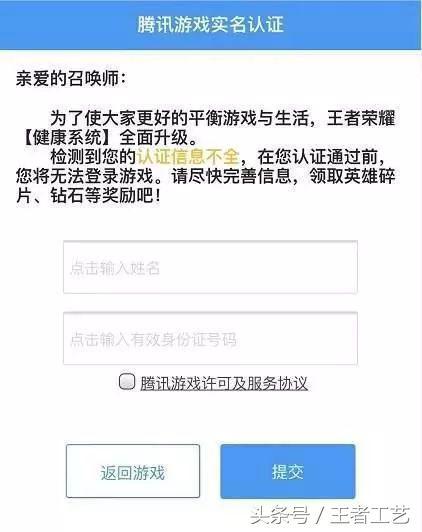 腾讯游戏实名认证
亲爱的召唤师：
为了使大家更好的平衡游戏与生活，王者荣耀
【健康系统】全面升级。
检测到您的认证信息不全，在您认证通过前，
您将无法登录游戏。请尽快完善信息，领取英雄碎
片、钻石等奖励吧！
点击输入姓名
点击输入有效身份证号码
腾讯游戏许可及服务协议
返回游戏
提交
头条号／王者工艺